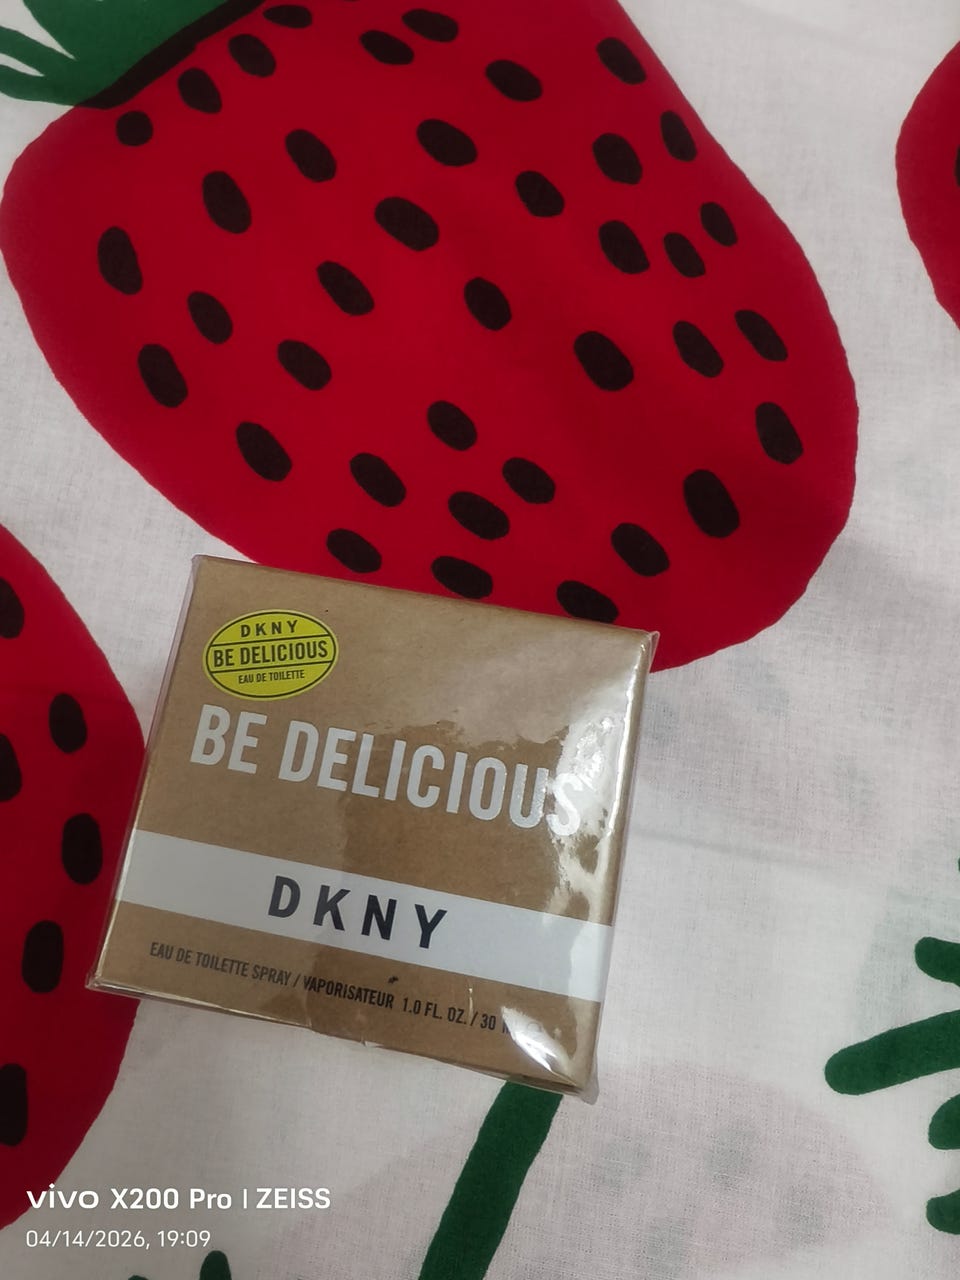 DKNY
BE DELICIOUS
EAU DE TOILETTE
BE DELICIOUS
DKNY
EAU DE TOILETTE SPRAY / VAPORISATEUR 1.0 FL. OZ. / 30
vivo X200 Pro | ZEISS
04/14/2026, 19:09